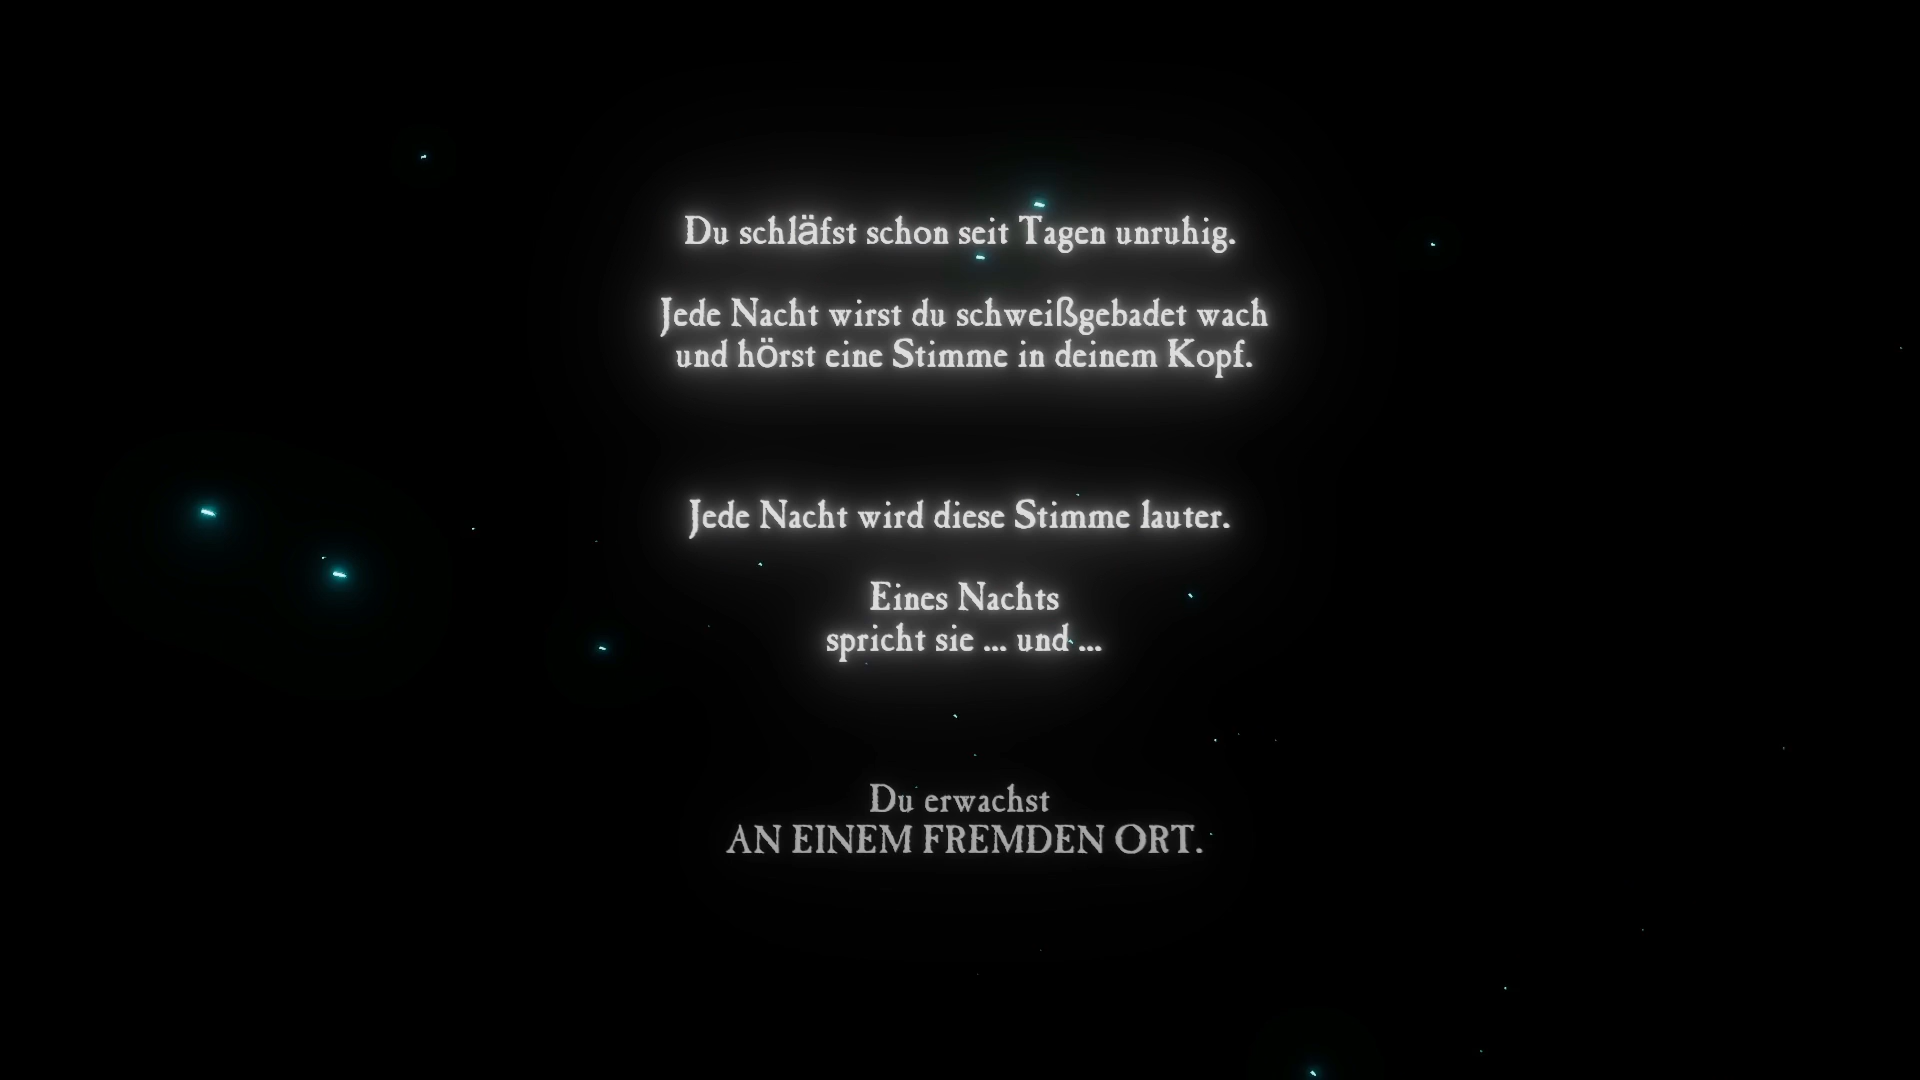 Du schläfst schon seit Tagen unruhig.
Jede Nacht wirst du schweißgebadet wach
und hörst eine Stimme in deinem Kopf.
Jede Nacht wird diese Stimme lauter.
Eines Nachts
spricht sie ... und ...
Du erwachst
AN EINEM FREMDEN ORT.